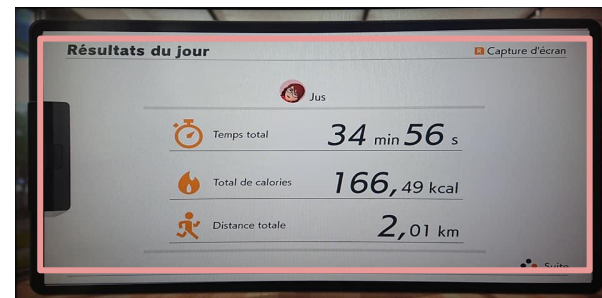 Résultats du jour
R Capture d'écran
Jus
Temps total 34 min 56 s
Total de calories 166,49 kcal
Distance totale 2,01 km
Suite